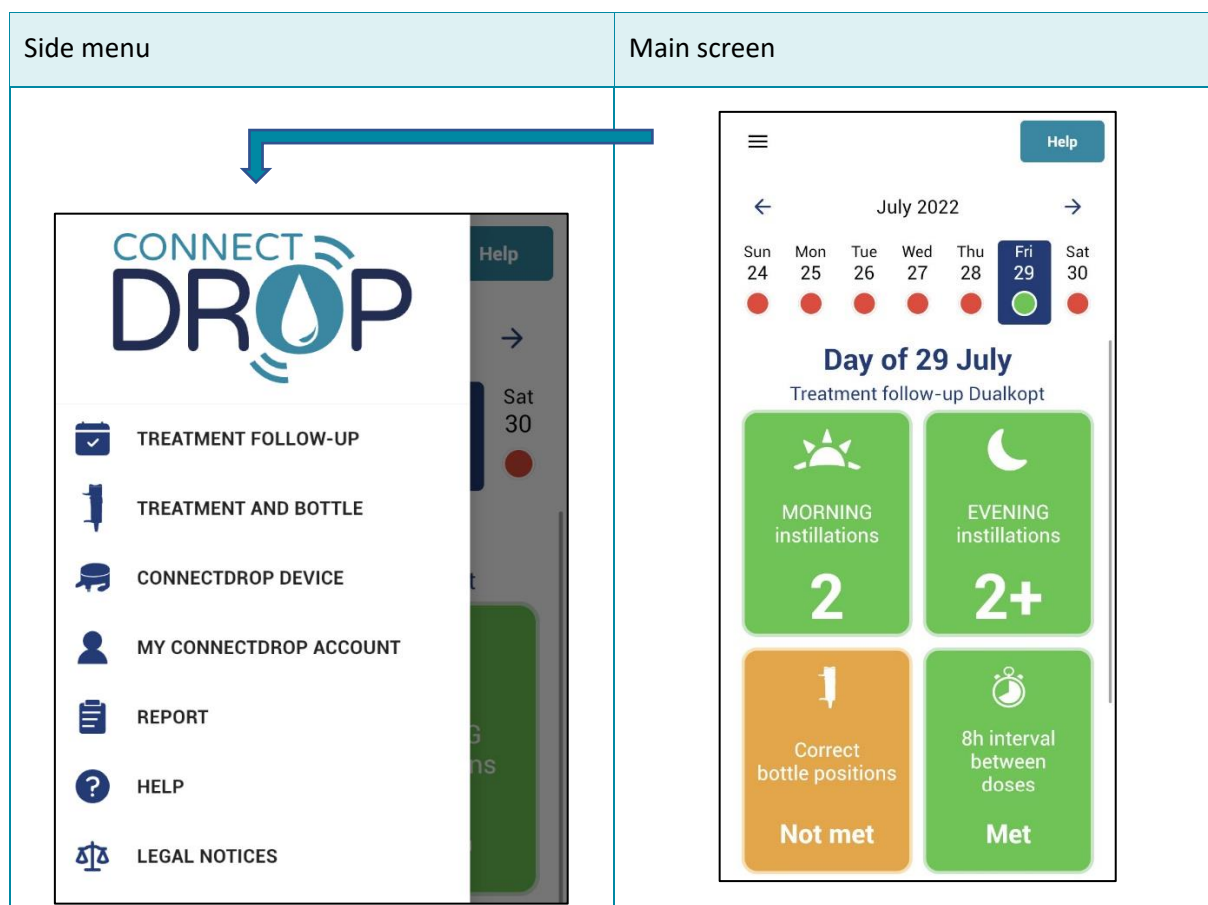 Side menu
Main screen
CONNECT
DROP
Help
Sat
30
t
G
ns
TREATMENT FOLLOW-UP
TREATMENT AND BOTTLE
CONNECTDROP DEVICE
MY CONNECTDROP ACCOUNT
REPORT
HELP
LEGAL NOTICES
Help
July 2022
Sun Mon Tue Wed Thu Fri Sat
24 25 26 27 28 29 30
Day of 29 July
Treatment follow-up Dualkopt
MORNING
instillations
2
EVENING
instillations
2+
Correct
bottle positions
Not met
8h interval
between
doses
Met